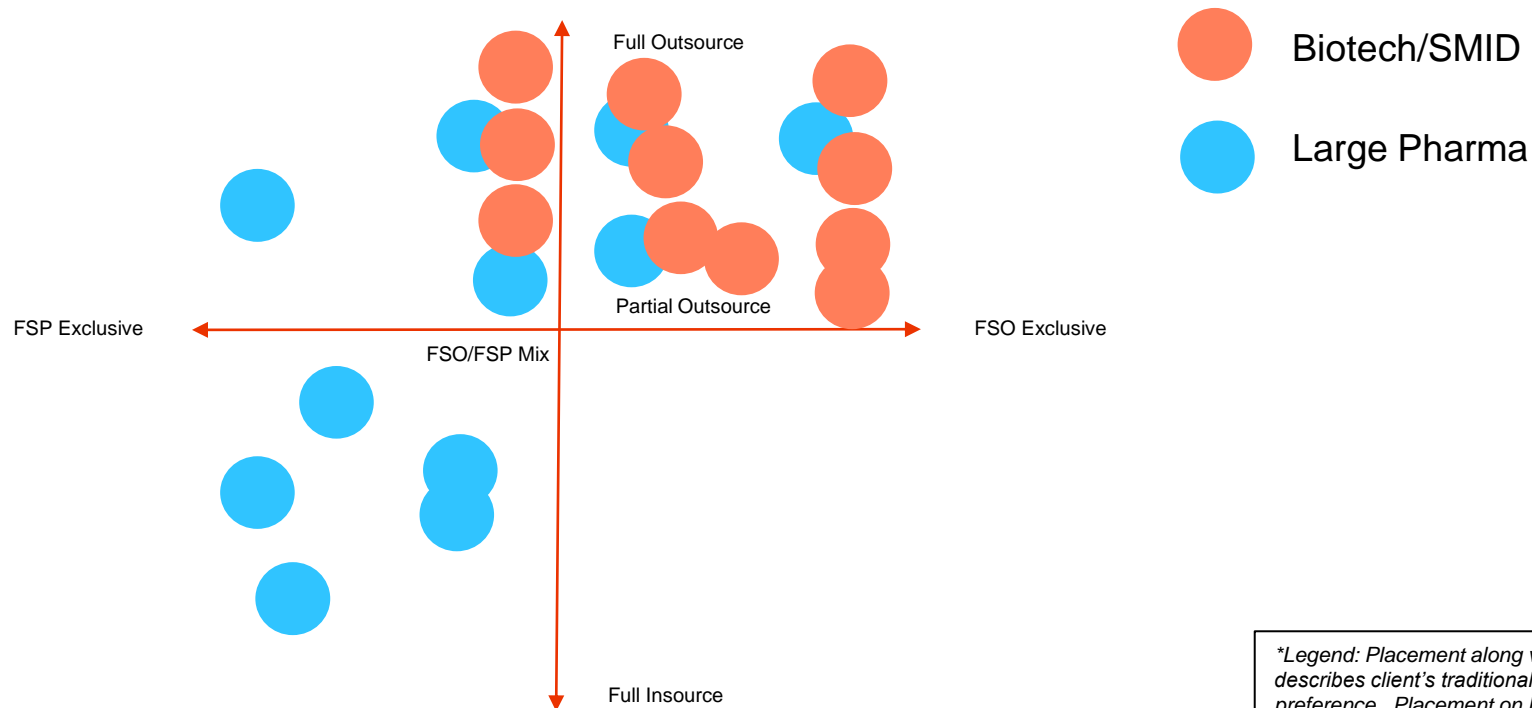 Full Outsource
Biotech/SMID
Large Pharma
Partial Outsource
FSP Exclusive
FSO Exclusive
FSO/FSP Mix
*Legend: Placement along
describes client's traditional
preference. Placement on
Full Insource